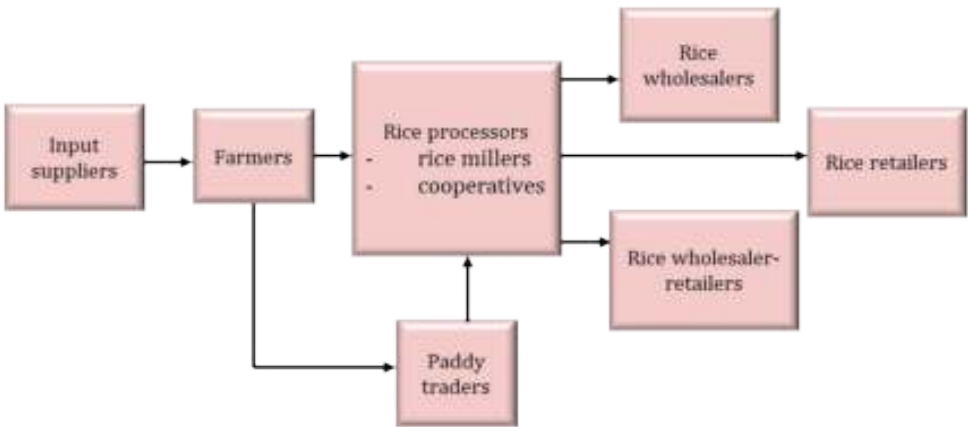 Input
suppliers
Farmers
Rice processors
- rice millers
- cooperatives
Paddy
traders
Rice
wholesalers
Rice retailers
Rice wholesaler-
retailers